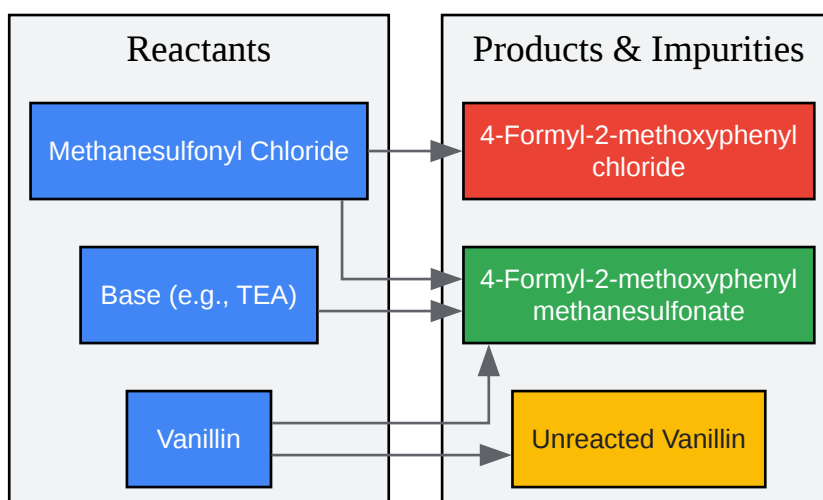 Reactants
Methanesulfonyl Chloride
Base (e.g., TEA)
Vanillin
Products & Impurities
4-Formyl-2-methoxyphenyl
chloride
4-Formyl-2-methoxyphenyl
methanesulfonate
Unreacted Vanillin